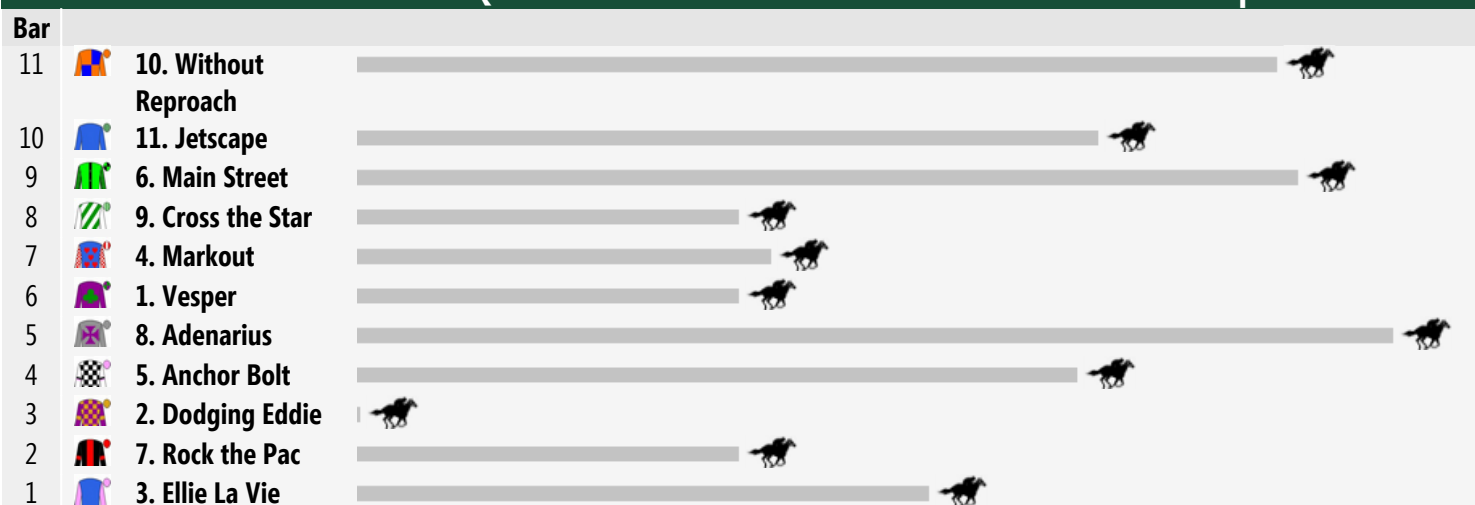 Bar
11 10. Without
Reproach
10 11. Jetscape
9 6. Main Street
8 9. Cross the Star
7 4. Markout
6 1. Vesper
5 8. Adenarius
4 5. Anchor Bolt
3 2. Dodging Eddie
2 7. Rock the Pac
1 3. Ellie La Vie